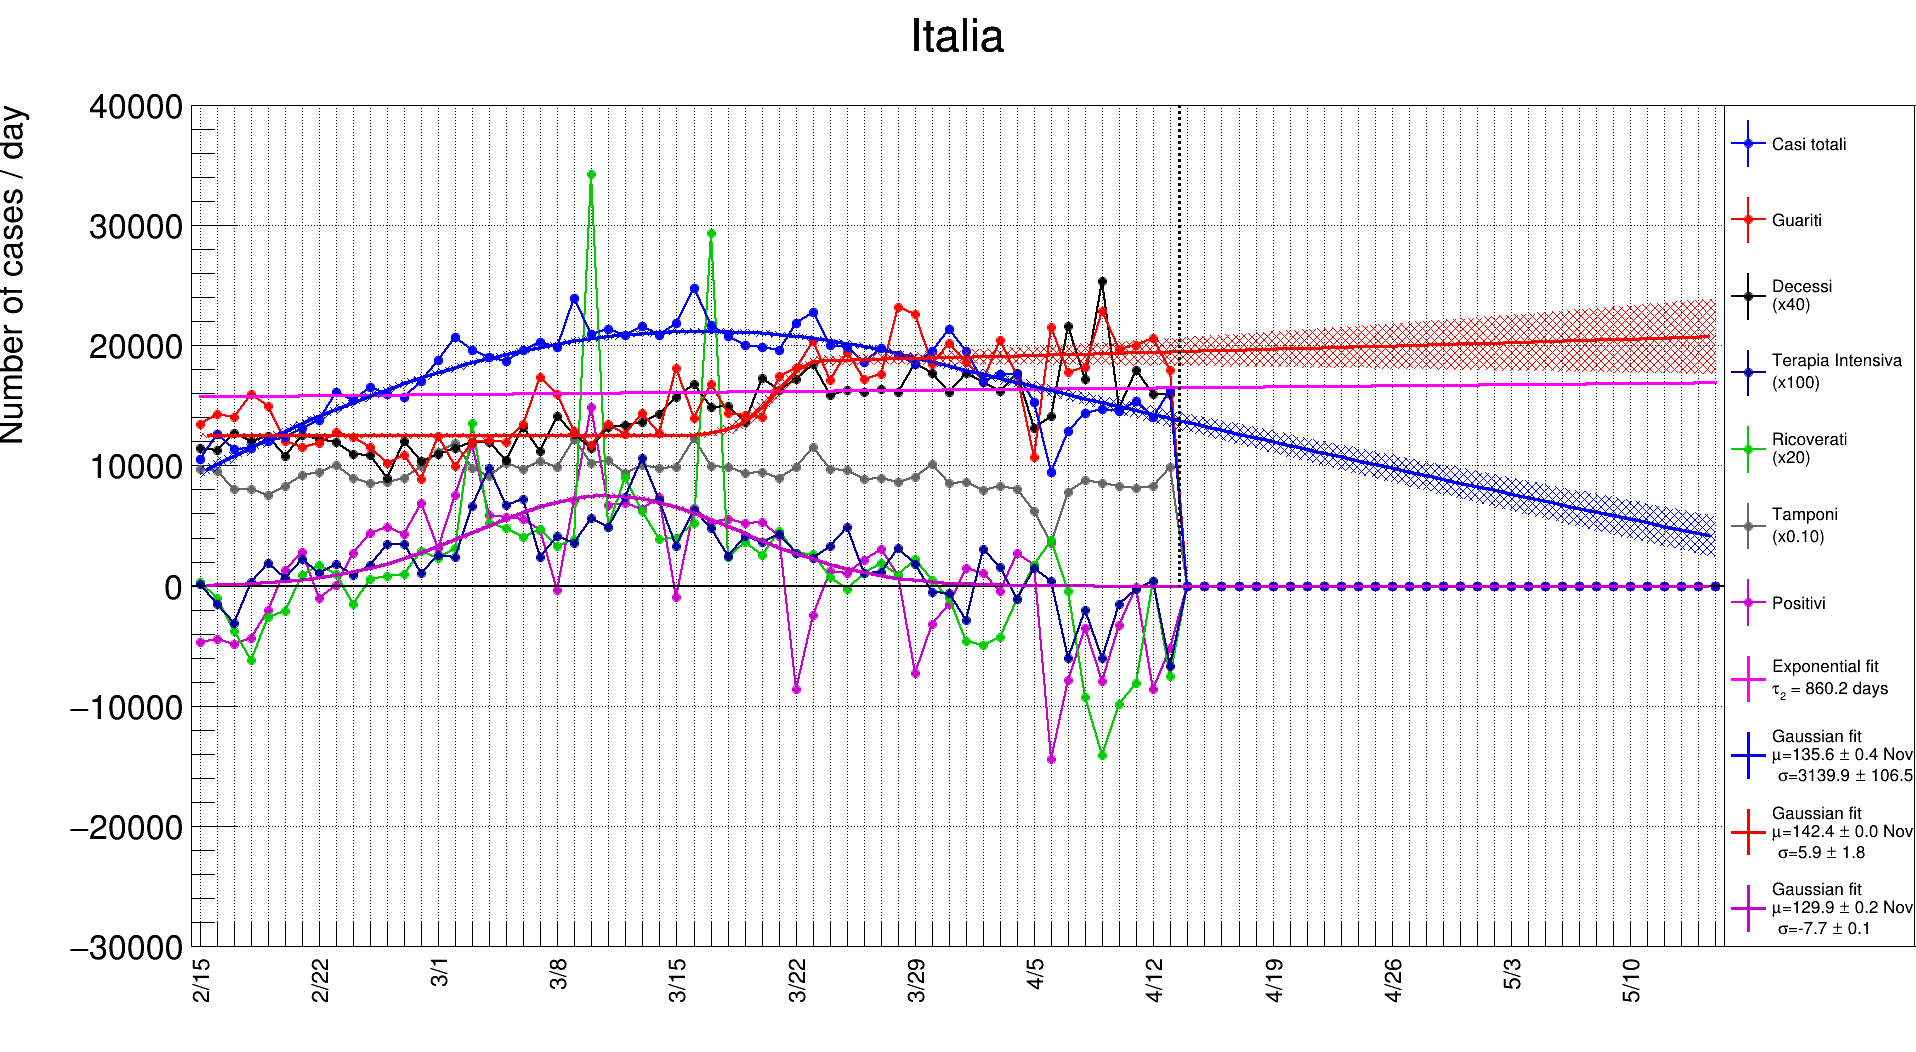 Italia
Number of cases / day
40000
30000
20000
10000
0
−10000
−20000
−30000
2/15
2/22
3/1
3/8
3/15
3/22
3/29
4/5
4/12
4/19
4/26
5/3
5/10
Casi totali
Guariti
Decessi
(x40)
Terapia Intensiva
(x100)
Ricoverati
(x20)
Tamponi
(x0.10)
Positivi
Exponential fit
τ2 = 860.2 days
Gaussian fit
μ=135.6 ± 0.4 Nov
σ=3139.9 ± 106.5
Gaussian fit
μ=142.4 ± 0.0 Nov
σ=5.9 ± 1.8
Gaussian fit
μ=129.9 ± 0.2 Nov
σ=-7.7 ± 0.1